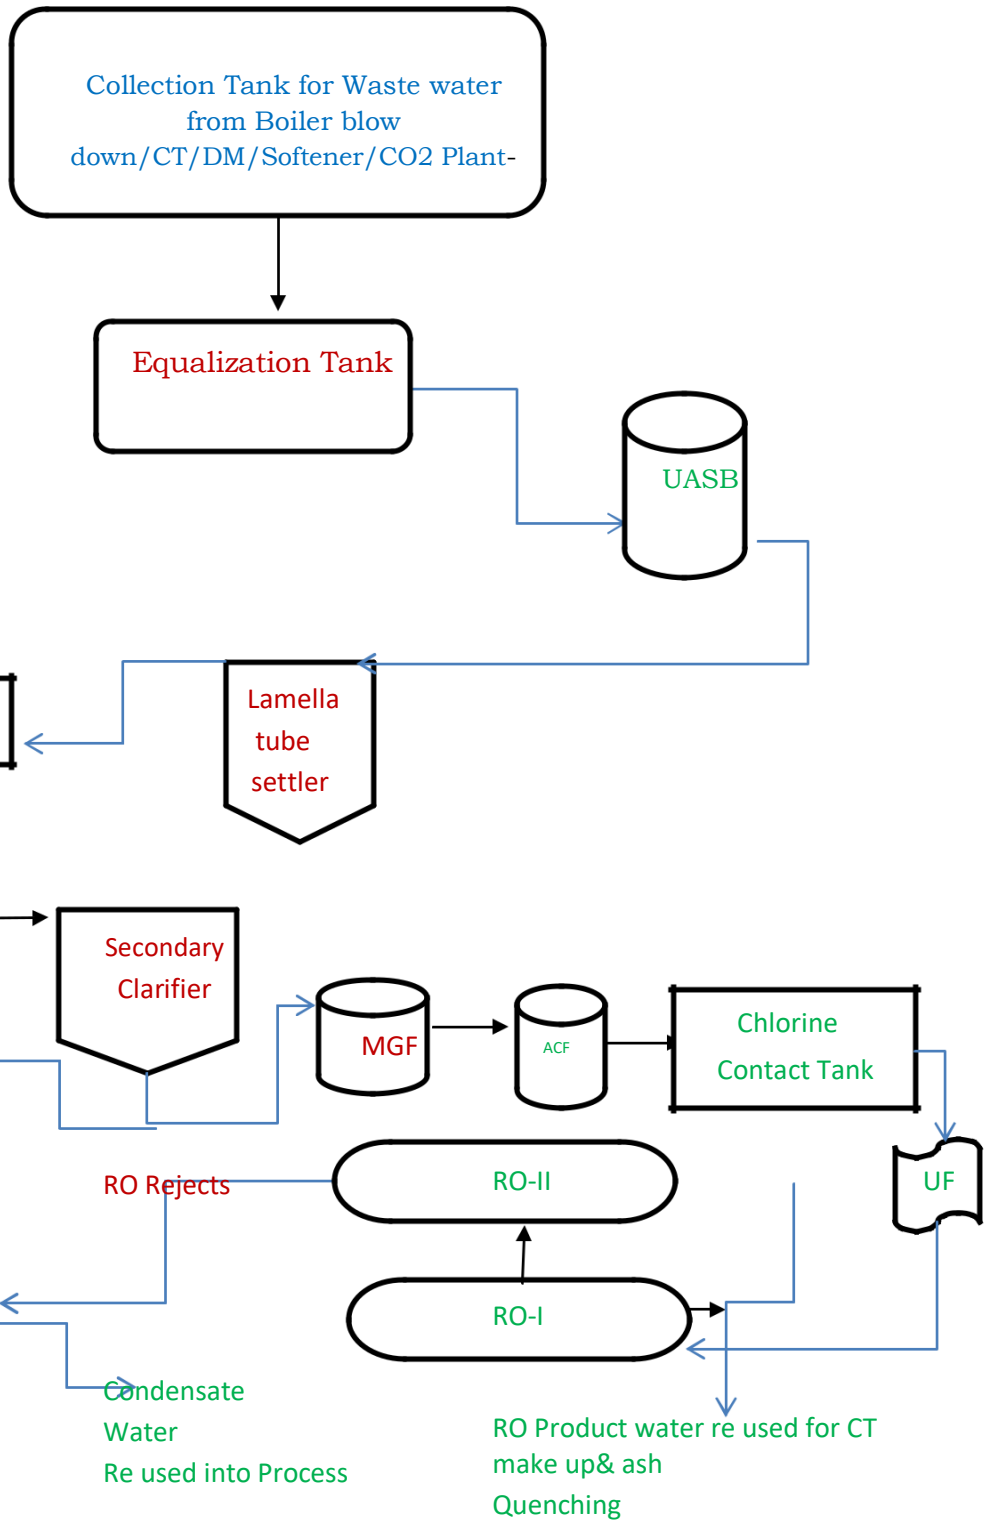 Collection Tank for Waste water
from Boiler blow
down/CT/DM/Softener/CO2 Plant-
Equalization Tank
UASB
Lamella
tube
settler
Secondary
Clarifier
MGF
ACF
Chlorine
Contact Tank
RO Rejects
RO-II
UF
RO-I
Condensate
Water
Re used into Process
RO Product water re used for CT
make up& ash
Quenching